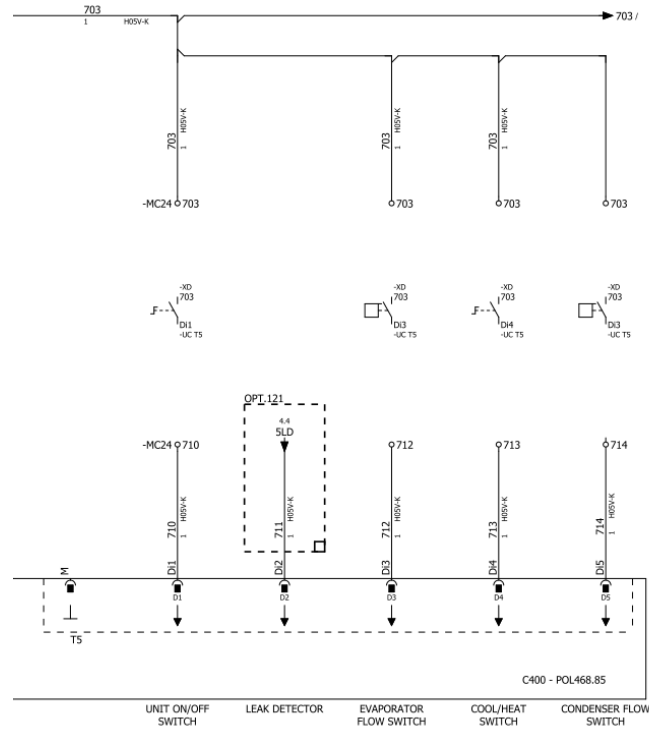 703
1 H05V-K
703 /
703
1 H05V-K
703
1 H05V-K
703
1 H05V-K
703
1 H05V-K
-MC24 703
703
703
703
-XD
703
Di1
-UC T5
-XD
703
Di3
-UC T5
-XD
703
Di4
-UC T5
-XD
703
Di3
-UC T5
OPT.121
4.4
5LD
-MC24 710
712
713
714
710
1 H05V-K
711
1 H05V-K
712
1 H05V-K
713
1 H05V-K
714
1 H05V-K
M
Di1
Di2
Di3
Di4
Di5
D1
D2
D3
D4
D5
T5
C400 - POL468.85
UNIT ON/OFF
SWITCH
LEAK DETECTOR
EVAPORATOR
FLOW SWITCH
COOL/HEAT
SWITCH
CONDENSER FLOW
SWITCH